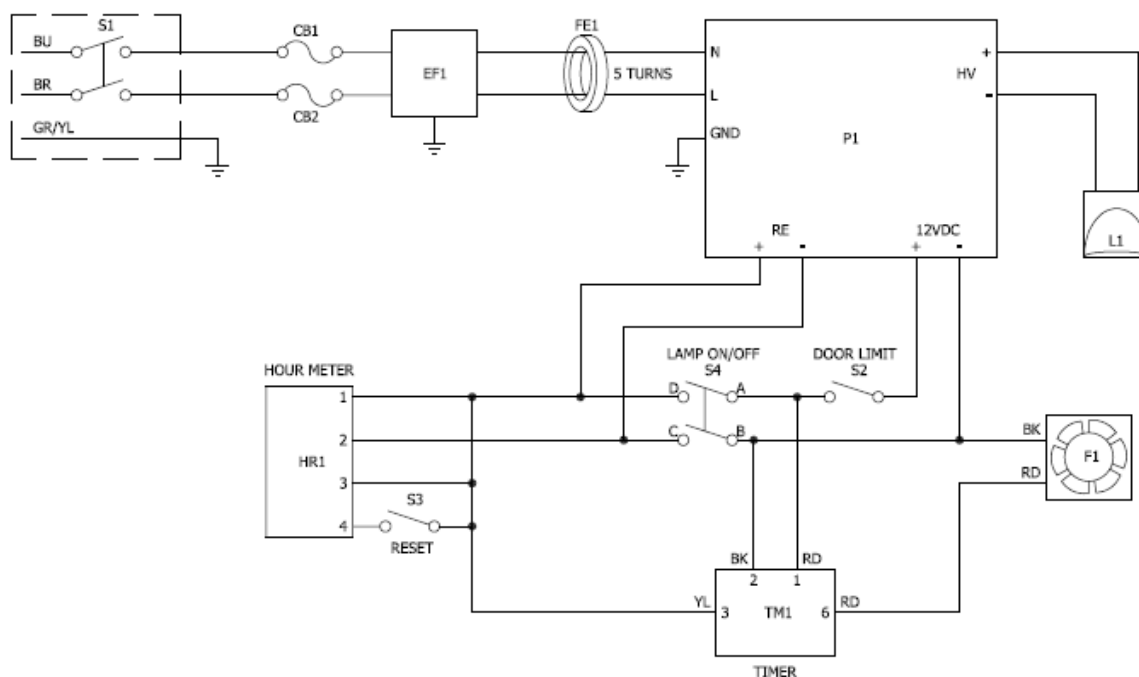 S1
BU
BR
GR/YL
CB1
CB2
EF1
FE1
5 TURNS
N
L
GND
P1
HV
+
-
RE
+ -
12VDC
+ -
L1
HOUR METER
HR1
1
2
3
4
S3
RESET
LAMP ON/OFF
S4
D A
C B
DOOR LIMIT
S2
BK
RD
F1
BK RD
2 1
YL 3 TM1 6 RD
TIMER